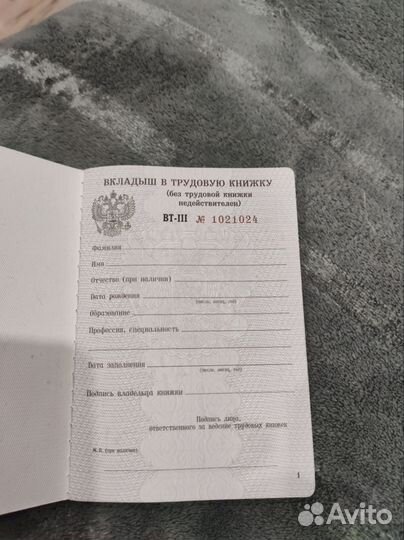 ВКЛАДЫШ В ТРУДОВУЮ КНИЖКУ
(без трудовой книжки
недействителен)
ВТ-III № 1021024
Фамилия
Имя
Отчество (при наличии)
Дата рождения
(число, месяц, год)
Образование
Профессия, специальность
Дата заполнения
(число, месяц, год)
Подпись владельца книжки
Подпись лица,
ответственного за ведение трудовых книжек
М.П. (при наличии)
1
Avito